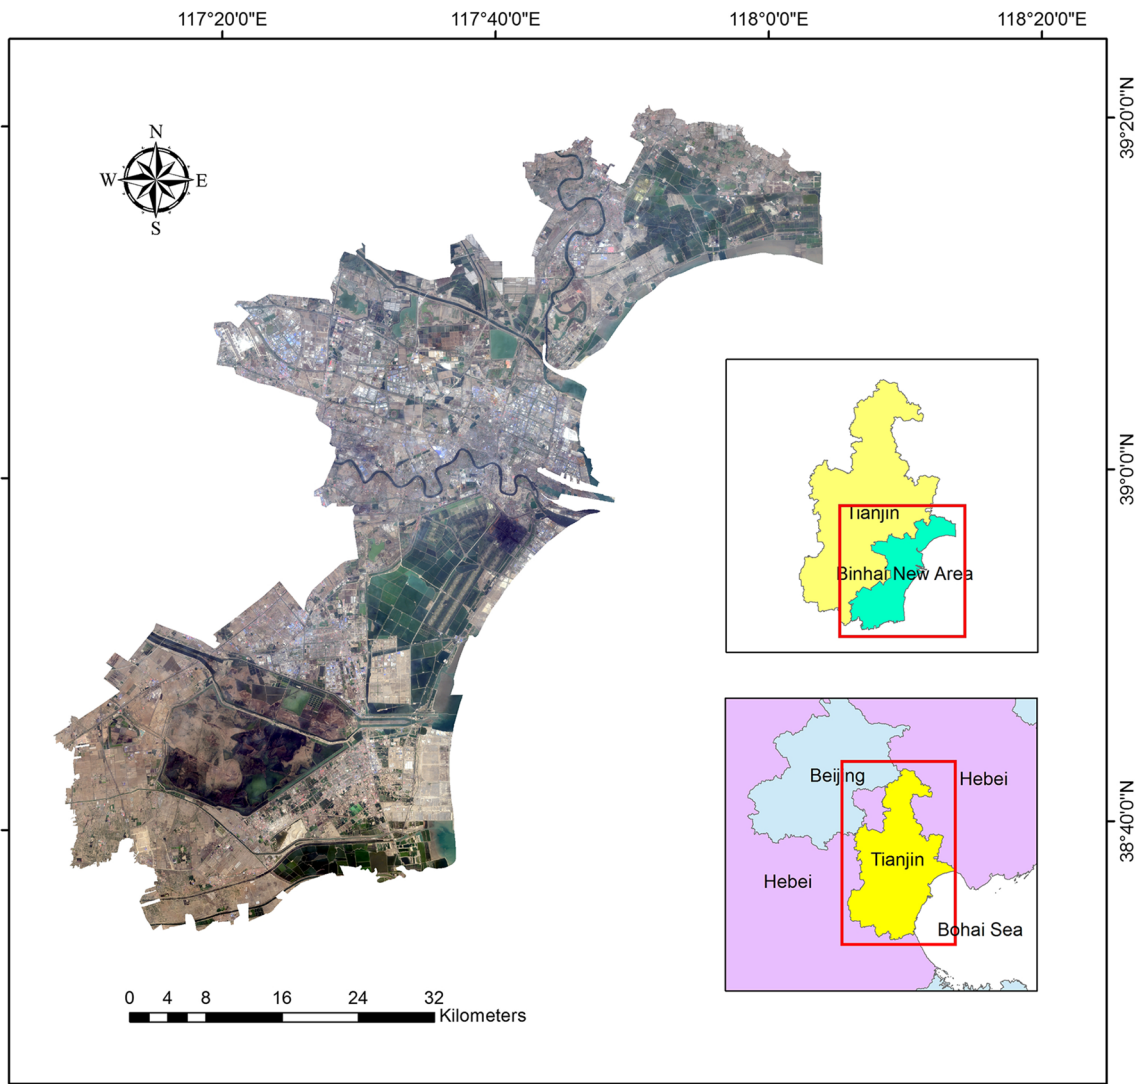 117°20'0"E
117°40'0"E
118°0'0"E
118°20'0"E
39°20'0"N
N
W
E
S
39°0'0"N
Tianjin
Binhai New Area
Beijing
Hebei
38°40'0"N
Tianjin
Hebei
Bohai Sea
0 4 8 16 24 32
Kilometers